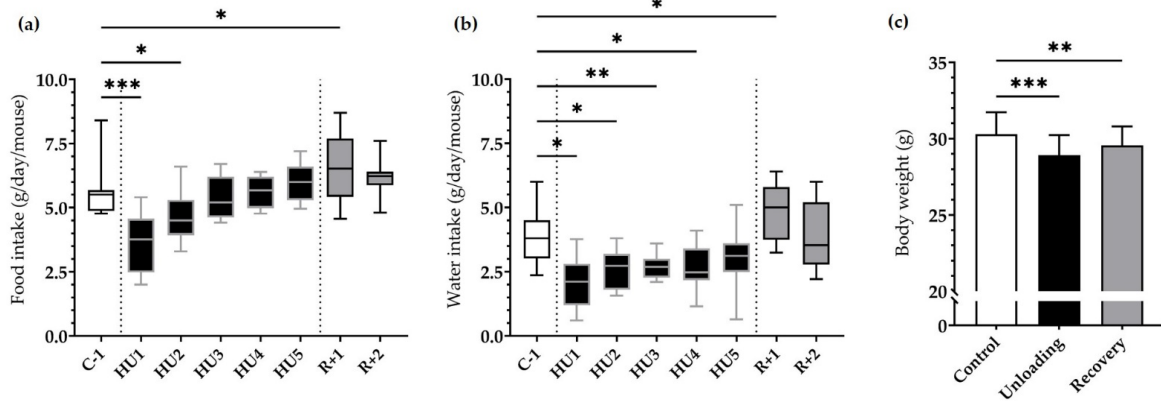 (a)
*
*
***
Food intake (g/day/mouse)
10.0
7.5
5.0
2.5
0.0
C-1 HU1 HU2 HU3 HU4 HU5 R+1 R+2
(b)
*
*
**
*
*
Water intake (g/day/mouse)
10.0
7.5
5.0
2.5
0.0
C-1 HU1 HU2 HU3 HU4 HU5 R+1 R+2
(c)
**
***
Body weight (g)
35
30
25
20
0
Control Unloading Recovery